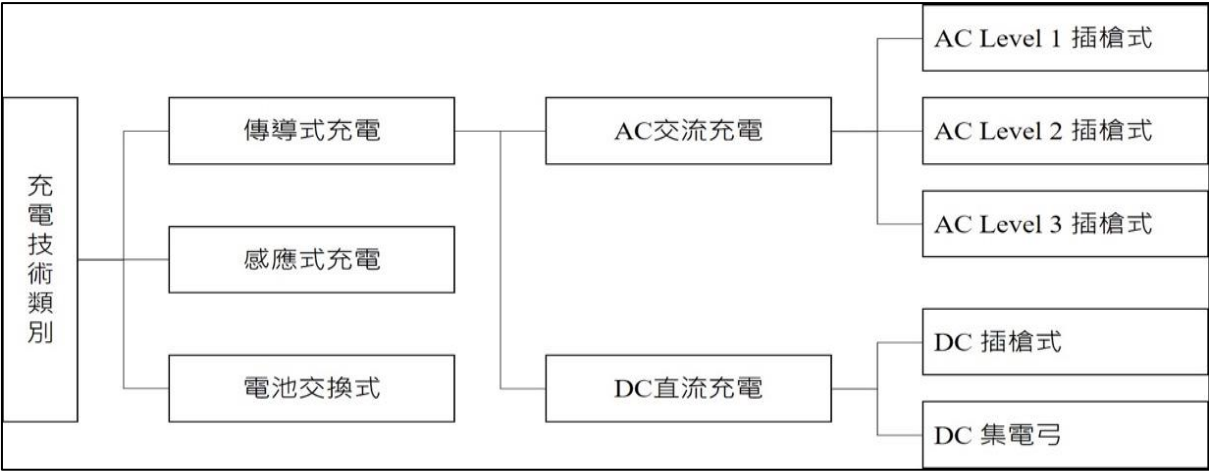 充電技術類別
傳導式充電
感應式充電
電池交換式
AC交流充電
DC直流充電
AC Level 1 插槍式
AC Level 2 插槍式
AC Level 3 插槍式
DC 插槍式
DC 集電弓